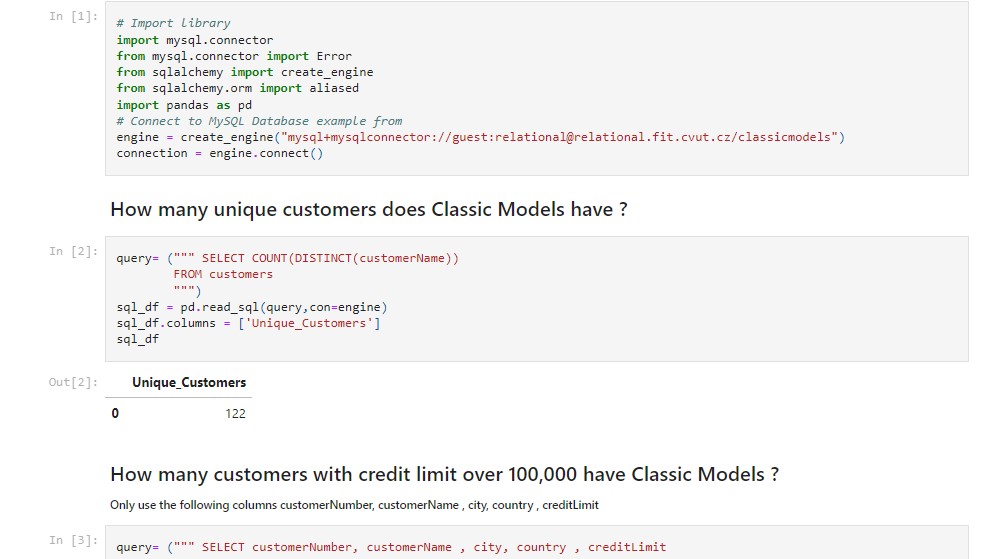 In [1]:
# Import library
import mysql.connector
from mysql.connector import Error
from sqlalchemy import create_engine
from sqlalchemy.orm import aliased
import pandas as pd
# Connect to MySQL Database example from
engine = create_engine("mysql+mysqlconnector://guest:relational@relational.fit.cvut.cz/classicmodels")
connection = engine.connect()
How many unique customers does Classic Models have ?
In [2]:
query= (""" SELECT COUNT(DISTINCT(customerName))
        FROM customers
        """)
sql_df = pd.read_sql(query,con=engine)
sql_df.columns = ['Unique_Customers']
sql_df
Out[2]:
Unique_Customers
0 122
How many customers with credit limit over 100,000 have Classic Models ?
Only use the following columns customerNumber, customerName , city, country , creditLimit
In [3]:
query= (""" SELECT customerNumber, customerName , city, country , creditLimit